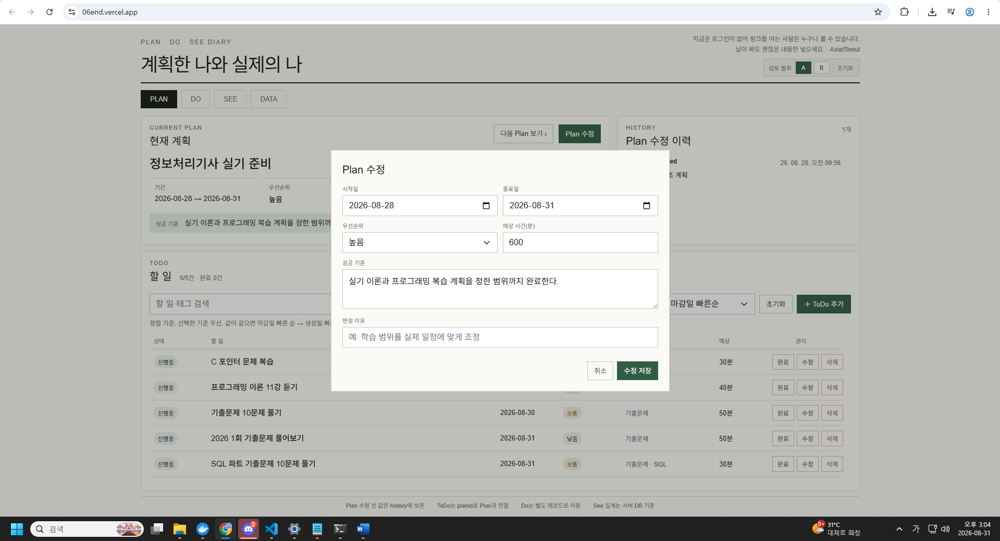 06end.vercel.app
PLAN · DO · SEE DIARY
계획한 나와 실제의 나
지금은 로그인이 없어 링크를 아는 사람은 누구나 볼 수 있습니다.
남이 봐도 괜찮은 내용만 넣으세요. · Asia/Seoul
검토 범위 A B 초기화
PLAN DO SEE DATA
CURRENT PLAN
현재 계획
다음 Plan 보기 › Plan 수정
정보처리기사 실기 준비
기간
2026-08-28 → 2026-08-31
우선순위
높음
성공 기준 실기 이론과 프로그래밍 복습 계획을 정한 범위까
HISTORY
Plan 수정 이력
1개
ted
26. 08. 28. 오전 09:56
초 계획
Plan 수정
시작일 종료일
2026-08-28 2026-08-31
우선순위 예상 시간(분)
높음 600
성공 기준
실기 이론과 프로그래밍 복습 계획을 정한 범위까지 완료한다.
변경 이유
예: 학습 범위를 실제 일정에 맞게 조정
취소 수정 저장
TODO
할 일 5/5건 · 완료 0건
할 일·태그 검색
마감일 빠른순 초기화 + ToDo 추가
정렬 기준: 선택한 기준 우선, 값이 같으면 마감일 빠른 순 → 생성일
상태 할 일 예상 관리
진행중 C 포인터 문제 복습 30분 완료 수정 삭제
진행중 프로그래밍 이론 11강 듣기 40분 완료 수정 삭제
진행중 기출문제 10문제 풀기 2026-08-30 보통 기출문제 50분 완료 수정 삭제
진행중 2026 1회 기출문제 풀어보기 2026-08-31 낮음 기출문제 50분 완료 수정 삭제
진행중 SQL 파트 기출문제 10문제 풀기 2026-08-31 보통 기출문제 · SQL 30분 완료 수정 삭제
Plan 수정 전 값은 history에 보존 ToDo는 planId로 Plan과 연결 Do는 별도 레코드로 저장 See 집계는 서버 DB 기준
검색
2
9+
31°C
대체로 화창
가
오후 3:04
2026-08-31